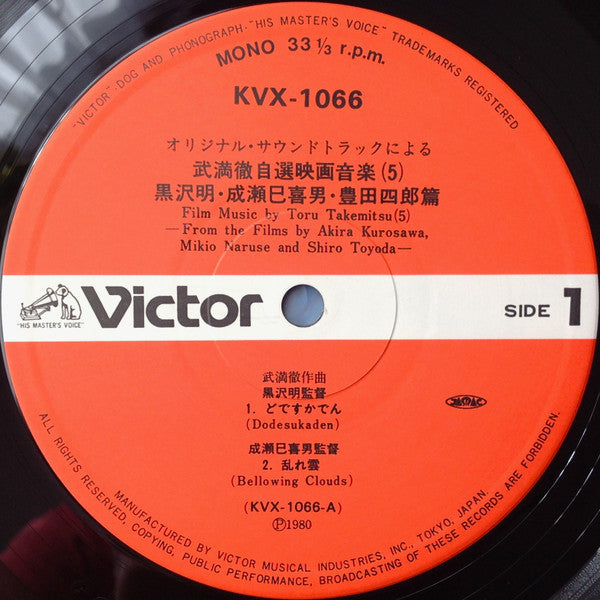 "VICTOR"-DOG AND PHONOGRAPH-"HIS MASTER'S VOICE" TRADEMARKS REGISTERED
MONO 33 1/3 r.p.m.
KVX-1066
オリジナル・サウンドトラックによる
武満徹自選映画音楽(5)
黒沢明・成瀬巳喜男・豊田四郎篇
Film Music by Toru Takemitsu(5)
—From the Films by Akira Kurosawa,
Mikio Naruse and Shiro Toyoda—
"HIS MASTER'S VOICE"
Victor
SIDE 1
武満徹作曲
黒沢明監督
1. どですかでん
(Dodesukaden)
JASRAC
成瀬巳喜男監督
2. 乱れ雲
(Bellowing Clouds)
(KVX-1066-A)
Ⓟ1980
MANUFACTURED BY VICTOR MUSICAL INDUSTRIES, INC., TOKYO, JAPAN.
ALL RIGHTS RESERVED, COPYING, PUBLIC PERFORMANCE, BROADCASTING OF THESE RECORDS ARE FORBIDDEN.